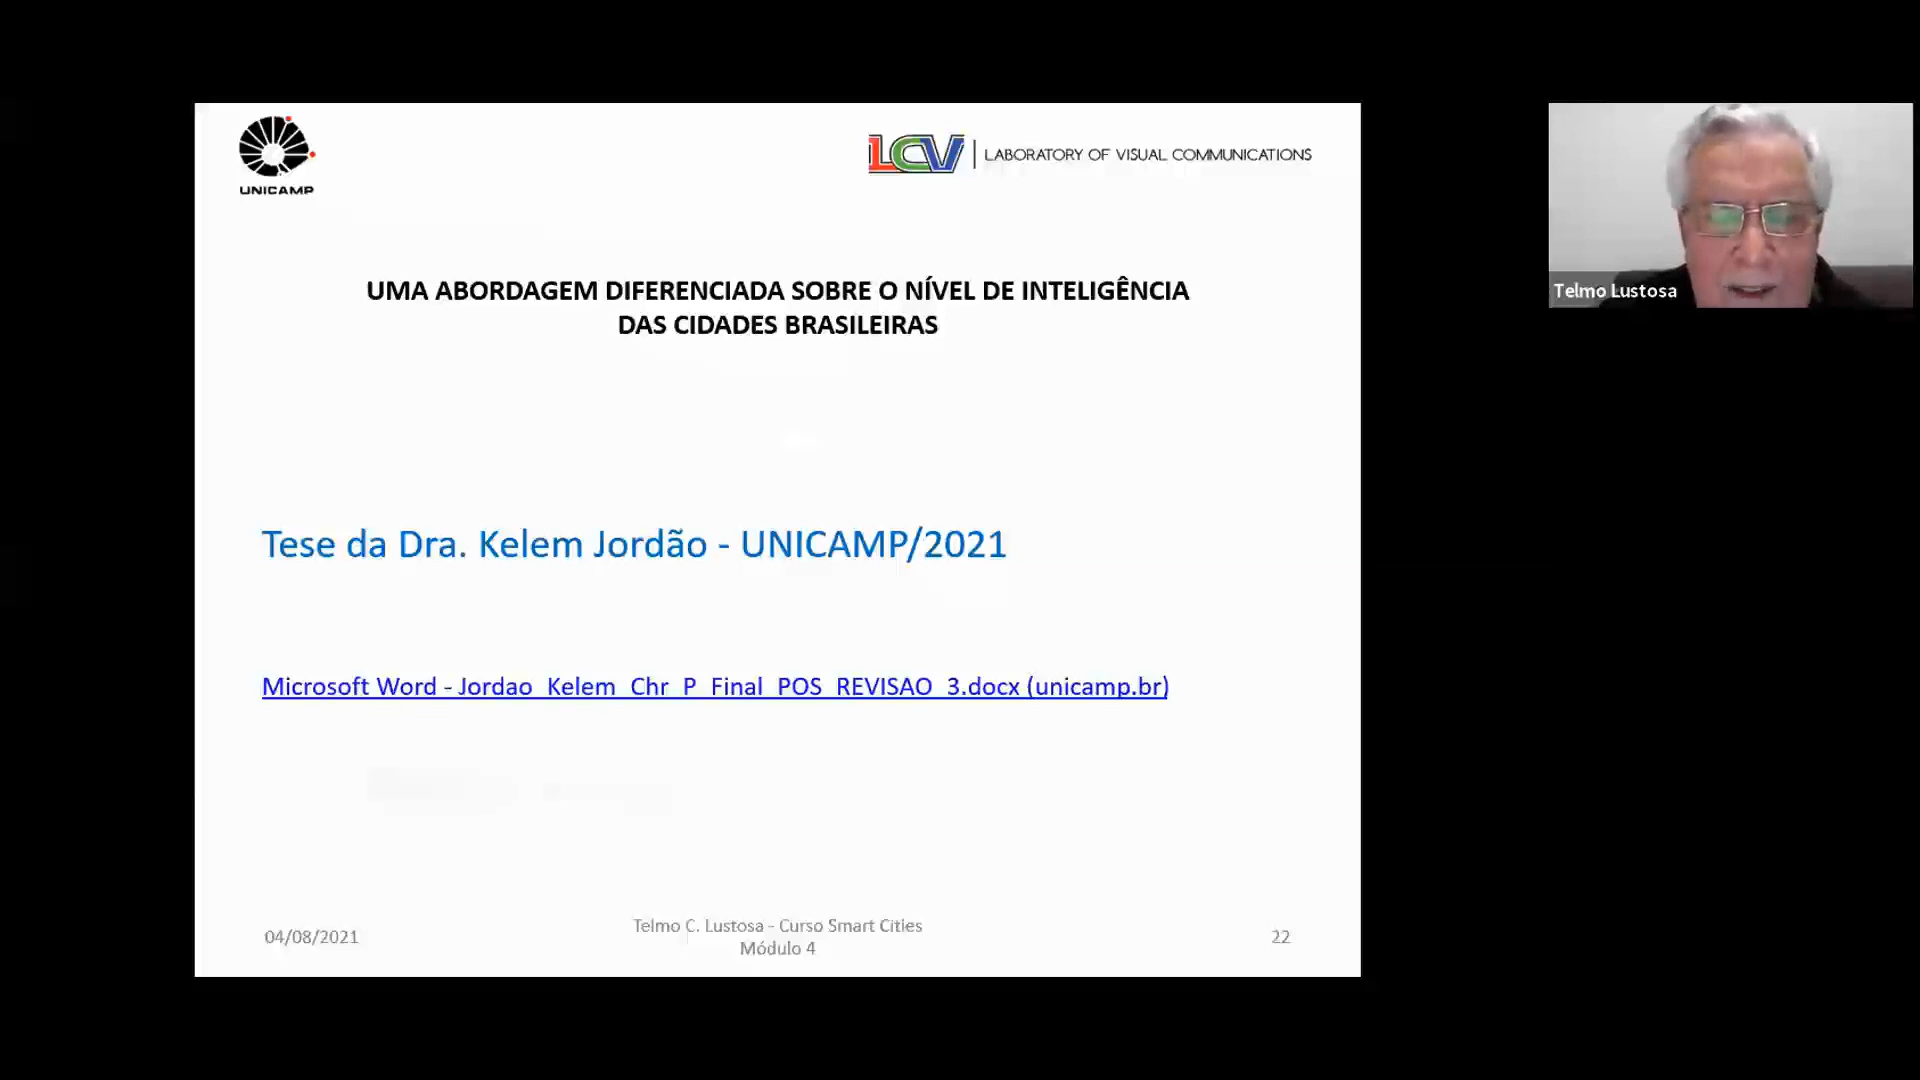 UNICAMP
LCV | LABORATORY OF VISUAL COMMUNICATIONS
Telmo Lustosa
UMA ABORDAGEM DIFERENCIADA SOBRE O NÍVEL DE INTELIGÊNCIA
DAS CIDADES BRASILEIRAS
Tese da Dra. Kelem Jordão - UNICAMP/2021
Microsoft Word - Jordao_Kelem_Chr_P_Final_POS_REVISAO_3.docx (unicamp.br)
04/08/2021
Telmo C. Lustosa - Curso Smart Cities
Módulo 4
22